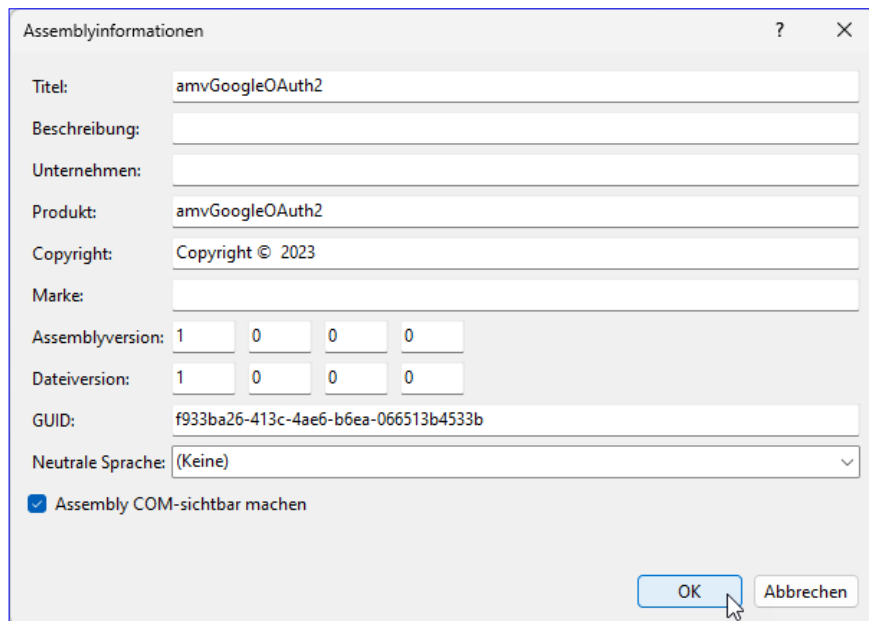 Assemblyinformationen ?
Titel: amvGoogleOAuth2
Beschreibung:
Unternehmen:
Produkt: amvGoogleOAuth2
Copyright: Copyright © 2023
Marke:
Assemblyversion: 1 0 0 0
Dateiversion: 1 0 0 0
GUID: f933ba26-413c-4ae6-b6ea-066513b4533b
Neutrale Sprache: (Keine)
Assembly COM-sichtbar machen
OK Abbrechen